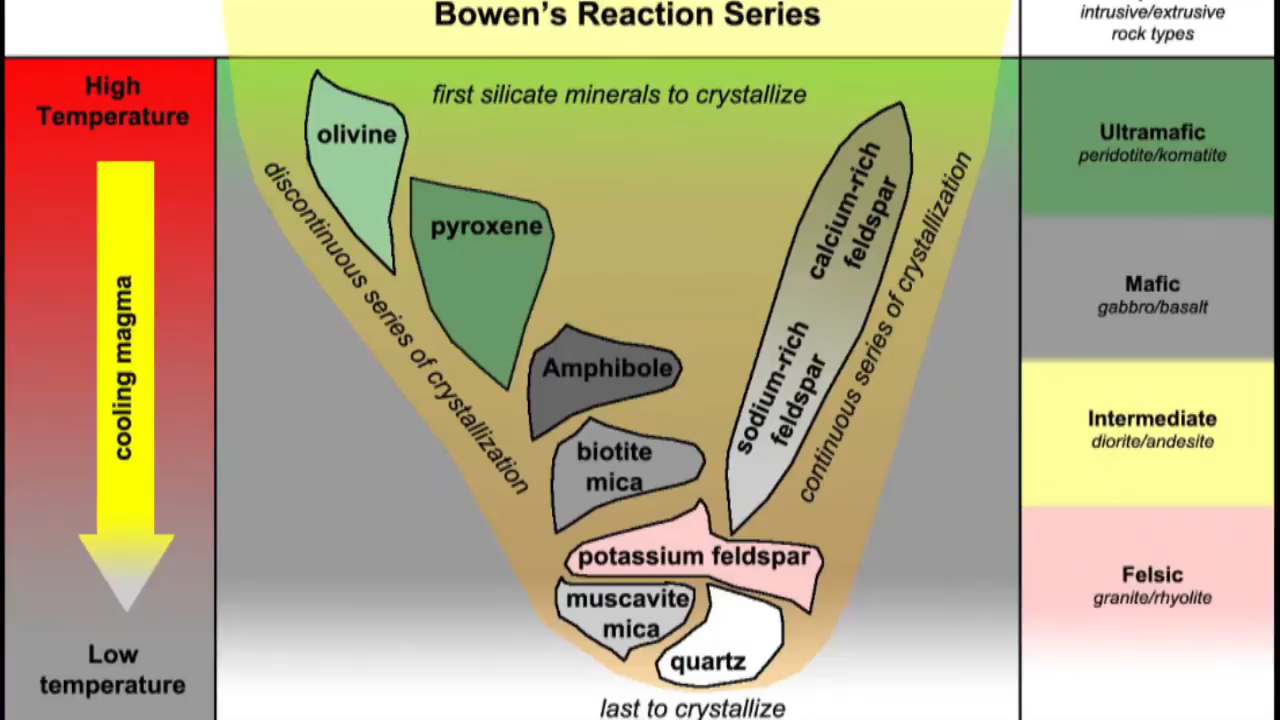 Bowen's Reaction Series
intrusive/extrusive
rock types
High
Temperature
cooling magma
Low
temperature
first silicate minerals to crystallize
olivine
pyroxene
Amphibole
biotite
mica
potassium feldspar
muscavite
mica
quartz
calcium-rich
feldspar
sodium-rich
feldspar
discontinuous series of crystallization
continuous series of crystallization
last to crystallize
Ultramafic
peridotite/komatite
Mafic
gabbro/basalt
Intermediate
diorite/andesite
Felsic
granite/rhyolite